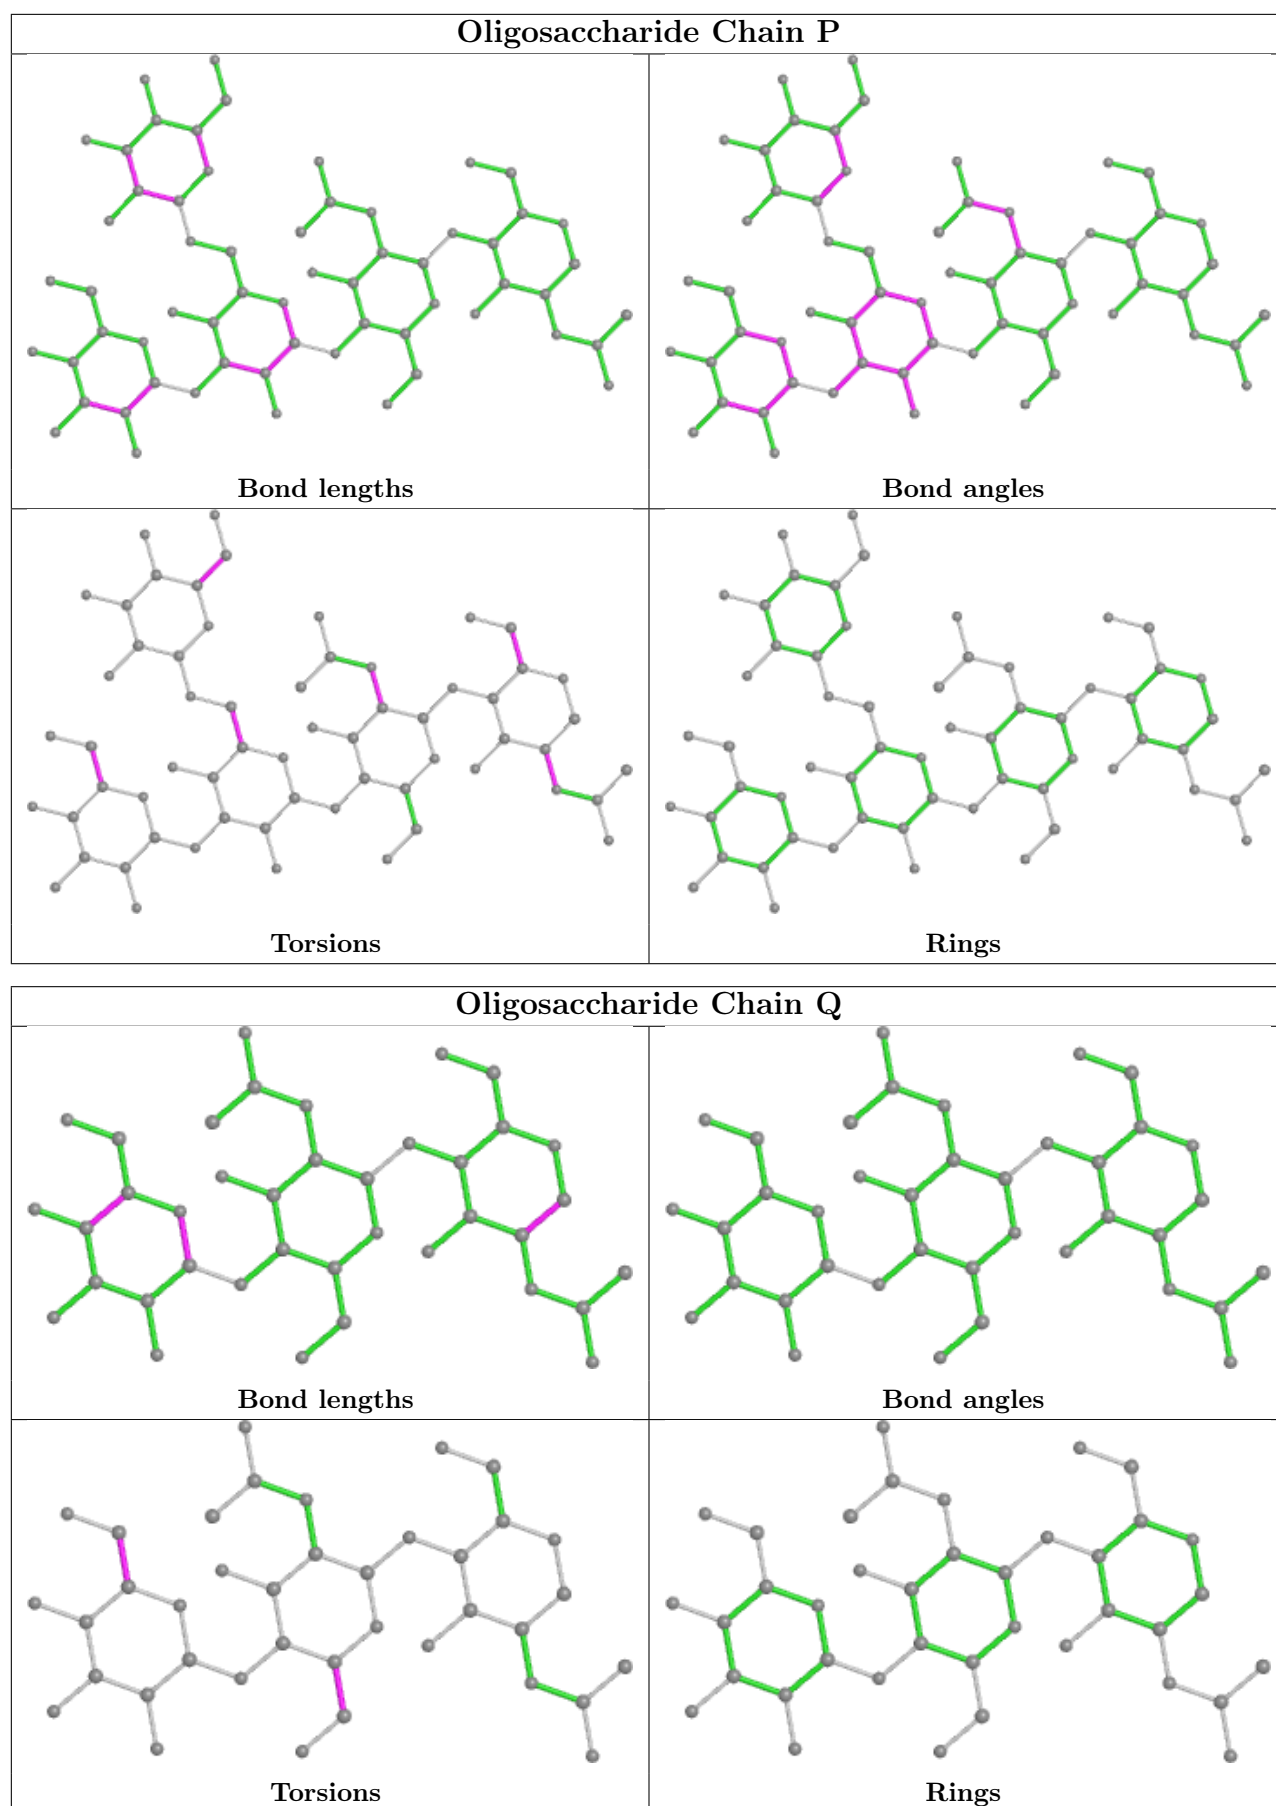 Oligosaccharide Chain P
Bond lengths
Bond angles
Torsions
Rings
Oligosaccharide Chain Q
Bond lengths
Bond angles
Torsions
Rings